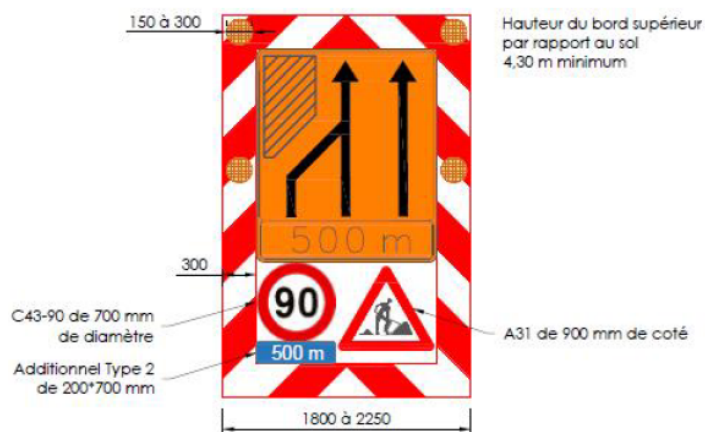 150 à 300
Hauteur du bord supérieur
par rapport au sol
4,30 m minimum
500 m
300
90
C43-90 de 700 mm
de diamètre
A31 de 900 mm de coté
500 m
Additionnel Type 2
de 200*700 mm
1800 à 2250